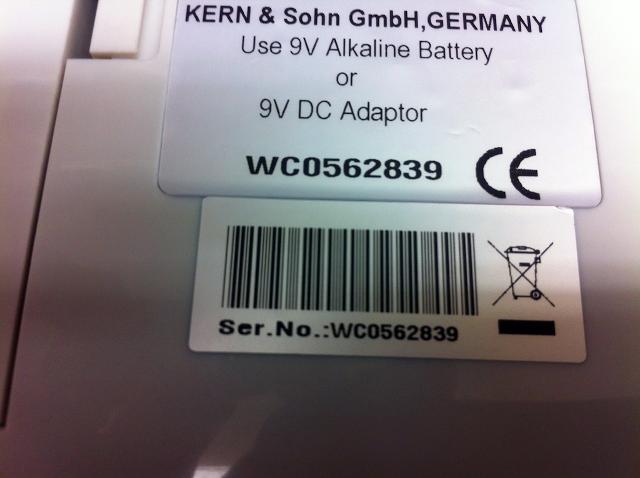 KERN & Sohn GmbH,GERMANY
Use 9V Alkaline Battery
or
9V DC Adaptor
WC0562839 CE
Ser.No.:WC0562839